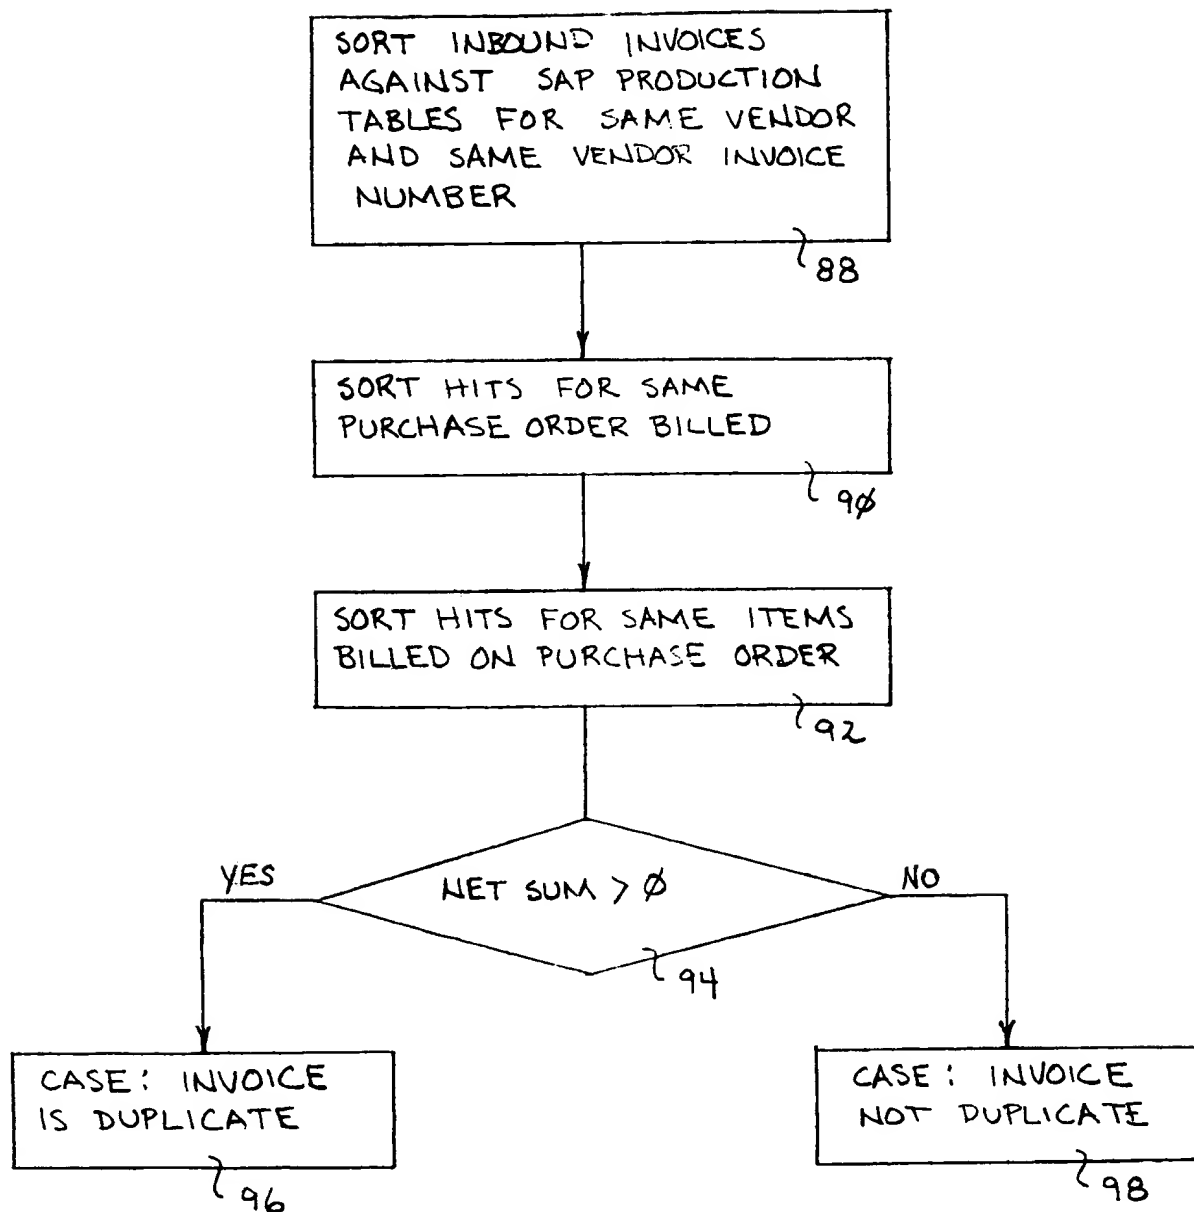 SORT INBOUND INVOICES
AGAINST SAP PRODUCTION
TABLES FOR SAME VENDOR
AND SAME VENDOR INVOICE
NUMBER
88
SORT HITS FOR SAME
PURCHASE ORDER BILLED
9Ø
SORT HITS FOR SAME ITEMS
BILLED ON PURCHASE ORDER
92
YES
NET SUM > Ø
NO
94
CASE: INVOICE
IS DUPLICATE
96
CASE: INVOICE
NOT DUPLICATE
98